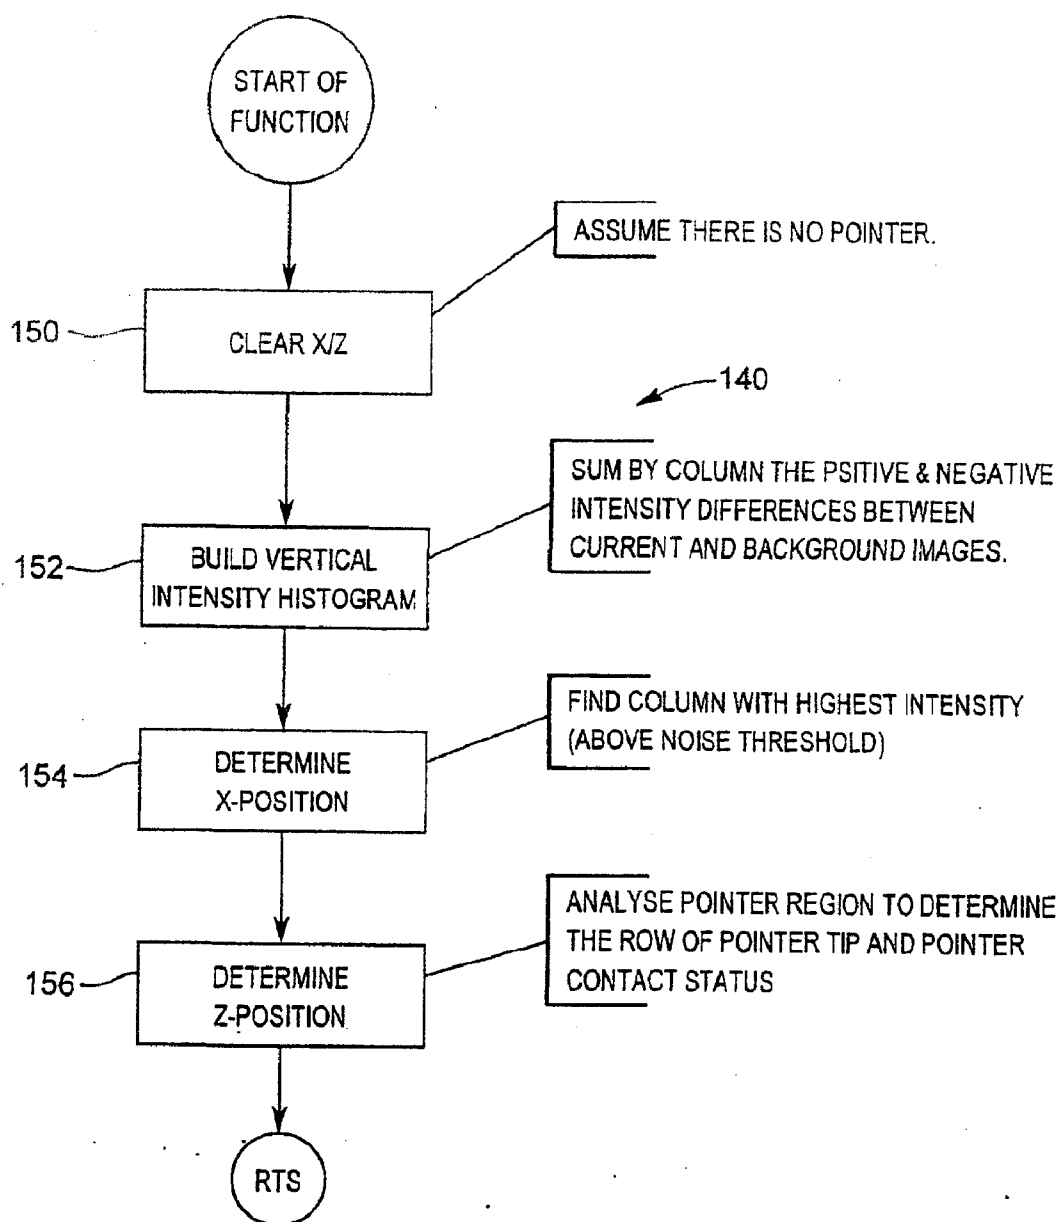 START OF
FUNCTION
ASSUME THERE IS NO POINTER.
150
CLEAR X/Z
140
SUM BY COLUMN THE PSITIVE & NEGATIVE
INTENSITY DIFFERENCES BETWEEN
CURRENT AND BACKGROUND IMAGES.
152
BUILD VERTICAL
INTENSITY HISTOGRAM
FIND COLUMN WITH HIGHEST INTENSITY
(ABOVE NOISE THRESHOLD)
154
DETERMINE
X-POSITION
ANALYSE POINTER REGION TO DETERMINE
THE ROW OF POINTER TIP AND POINTER
CONTACT STATUS
156
DETERMINE
Z-POSITION
RTS